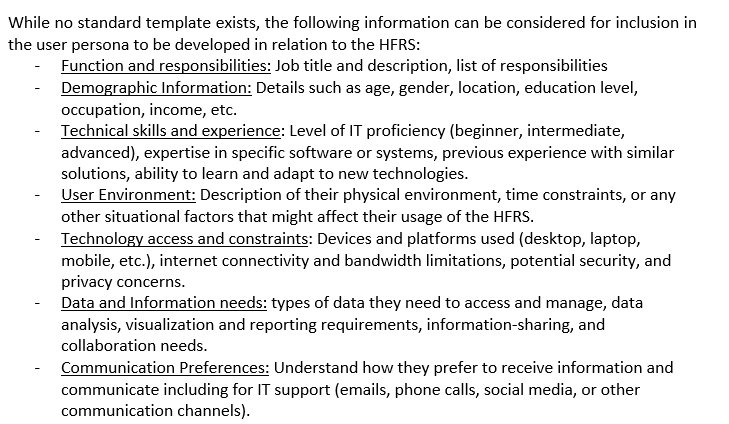 While no standard template exists, the following information can be considered for inclusion in
the user persona to be developed in relation to the HFRS:
- Function and responsibilities: Job title and description, list of responsibilities
- Demographic Information: Details such as age, gender, location, education level,
occupation, income, etc.
- Technical skills and experience: Level of IT proficiency (beginner, intermediate,
advanced), expertise in specific software or systems, previous experience with similar
solutions, ability to learn and adapt to new technologies.
- User Environment: Description of their physical environment, time constraints, or any
other situational factors that might affect their usage of the HFRS.
- Technology access and constraints: Devices and platforms used (desktop, laptop,
mobile, etc.), internet connectivity and bandwidth limitations, potential security, and
privacy concerns.
- Data and Information needs: types of data they need to access and manage, data
analysis, visualization and reporting requirements, information-sharing, and
collaboration needs.
- Communication Preferences: Understand how they prefer to receive information and
communicate including for IT support (emails, phone calls, social media, or other
communication channels).